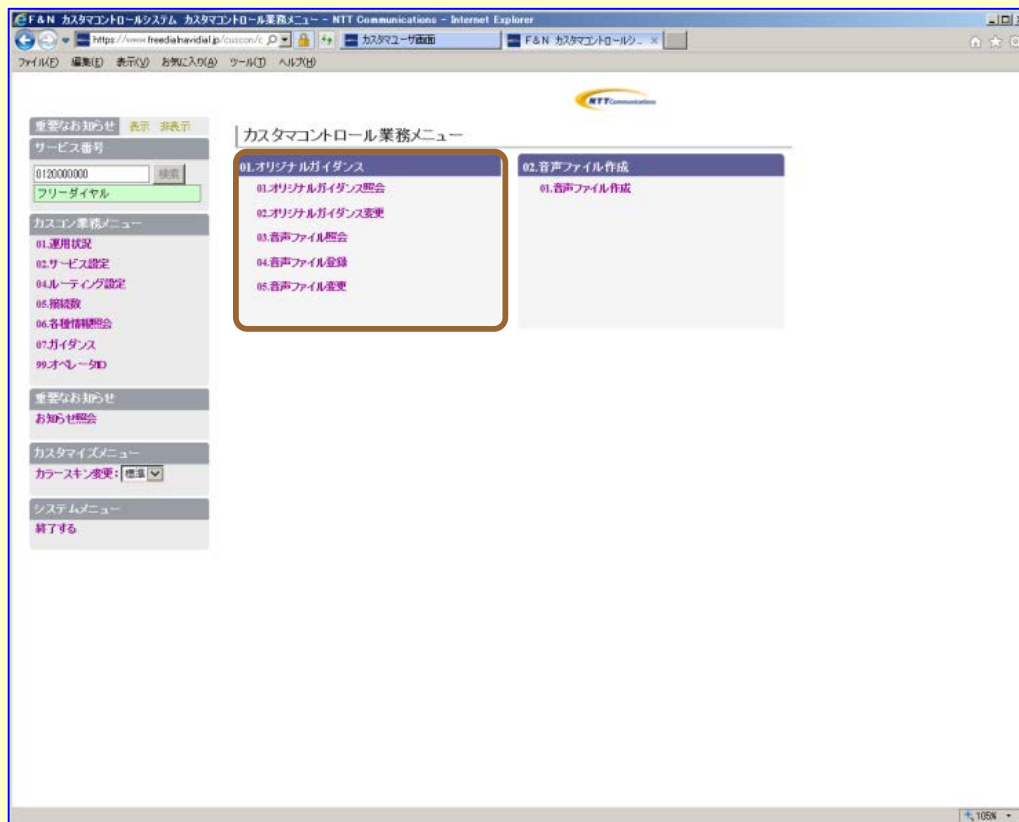 F&N カスタマコントロールシステム カスタマコントロール業務メニュー - NTT Communications - Internet Explorer
https://www.freedialnavidial.jp/cuscon/c
カスタマユーザ画面
F&N カスタマコントロールシ...
ファイル(F) 編集(E) 表示(V) お気に入り(A) ツール(T) ヘルプ(H)
NTT Communications
重要なお知らせ 表示 非表示
サービス番号
0120000000 検索
フリーダイヤル
カスコン業務メニュー
01.運用状況
02.サービス設定
04.ルーティング設定
05.接続数
06.各種情報照会
07.ガイダンス
99.オペレータID
重要なお知らせ
お知らせ照会
カスタマイズメニュー
カラースキン変更: 標準
システムメニュー
終了する
カスタマコントロール業務メニュー
01.オリジナルガイダンス
01.オリジナルガイダンス照会
02.オリジナルガイダンス変更
03.音声ファイル照会
04.音声ファイル登録
05.音声ファイル変更
02.音声ファイル作成
01.音声ファイル作成
105%